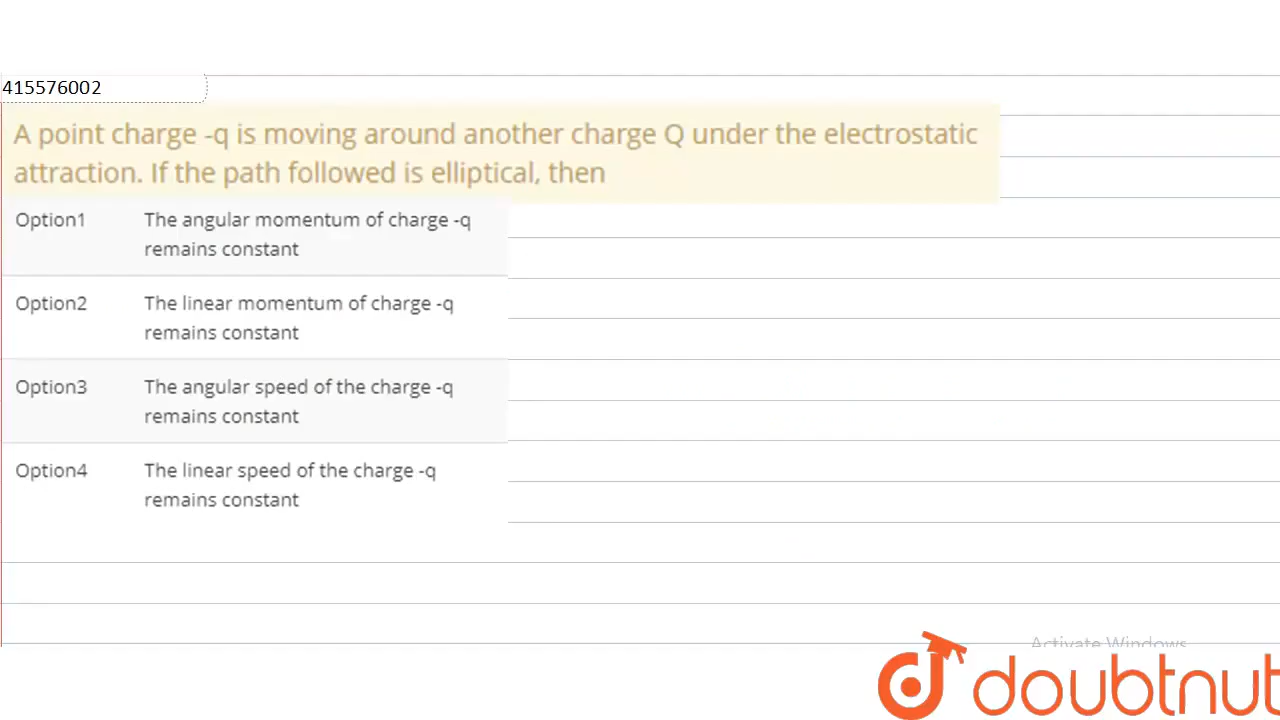 415576002
A point charge -q is moving around another charge Q under the electrostatic
attraction. If the path followed is elliptical, then
Option1 The angular momentum of charge -q
remains constant
Option2 The linear momentum of charge -q
remains constant
Option3 The angular speed of the charge -q
remains constant
Option4 The linear speed of the charge -q
remains constant
Activate Windows
doubtnut